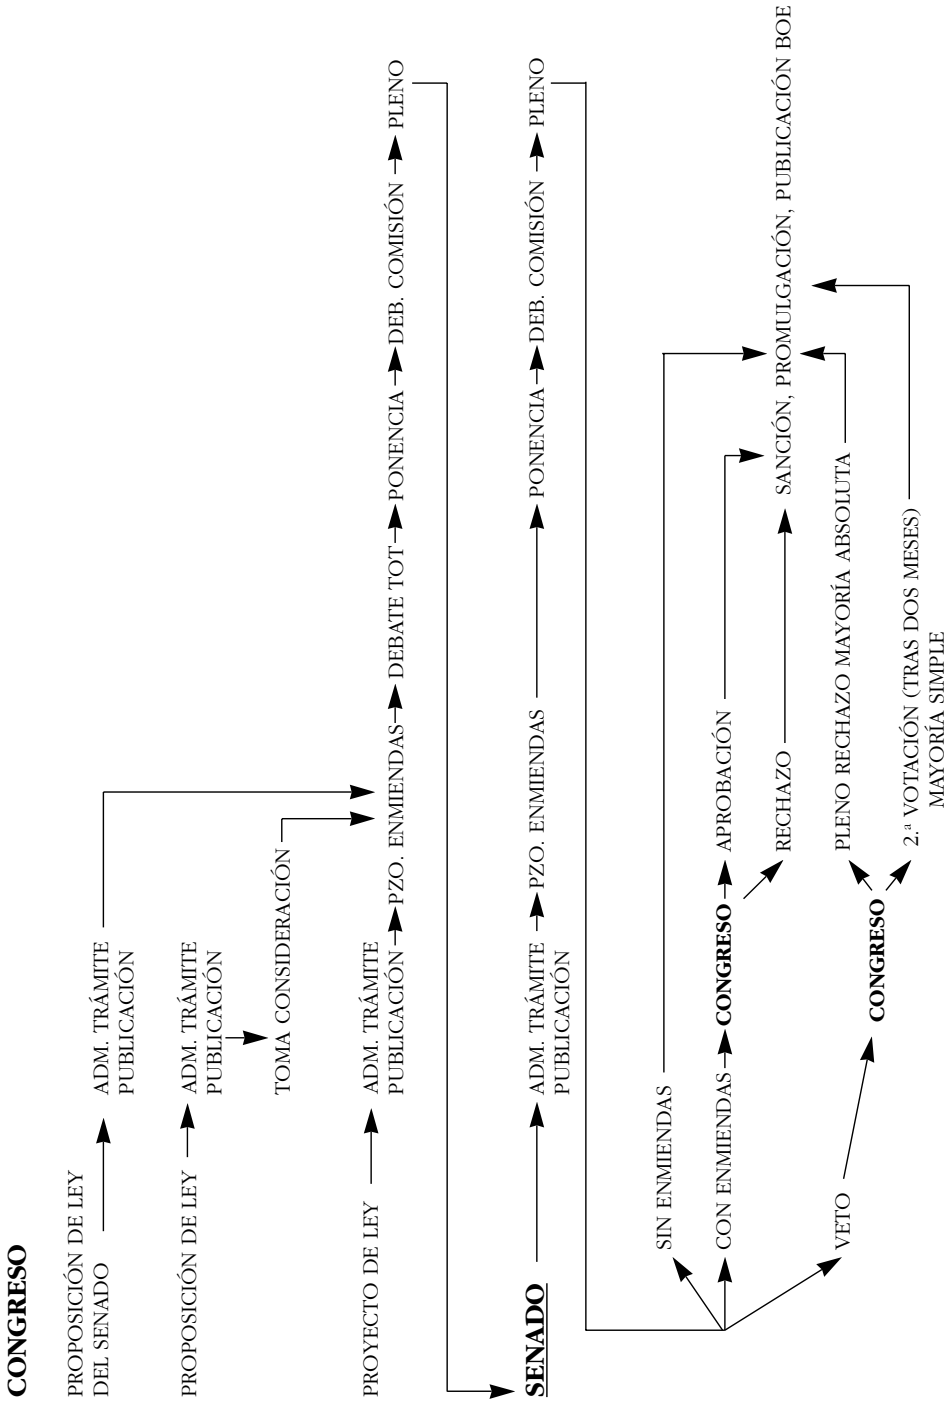 CONGRESO
PROPOSICIÓN DE LEY
DEL SENADO
ADM. TRÁMITE
PUBLICACIÓN
PROPOSICIÓN DE LEY
ADM. TRÁMITE
PUBLICACIÓN
TOMA CONSIDERACIÓN
PROYECTO DE LEY
ADM. TRÁMITE
PUBLICACIÓN
PZO. ENMIENDAS
DEBATE TOT
PONENCIA
DEB. COMISIÓN
PLENO
SENADO
ADM. TRÁMITE
PUBLICACIÓN
PZO. ENMIENDAS
PONENCIA
DEB. COMISIÓN
PLENO
SIN ENMIENDAS
CON ENMIENDAS
CONGRESO
APROBACIÓN
RECHAZO
SANCIÓN, PROMULGACIÓN, PUBLICACIÓN BOE
VETO
CONGRESO
PLENO RECHAZO MAYORÍA ABSOLUTA
2.ª VOTACIÓN (TRAS DOS MESES)
MAYORÍA SIMPLE